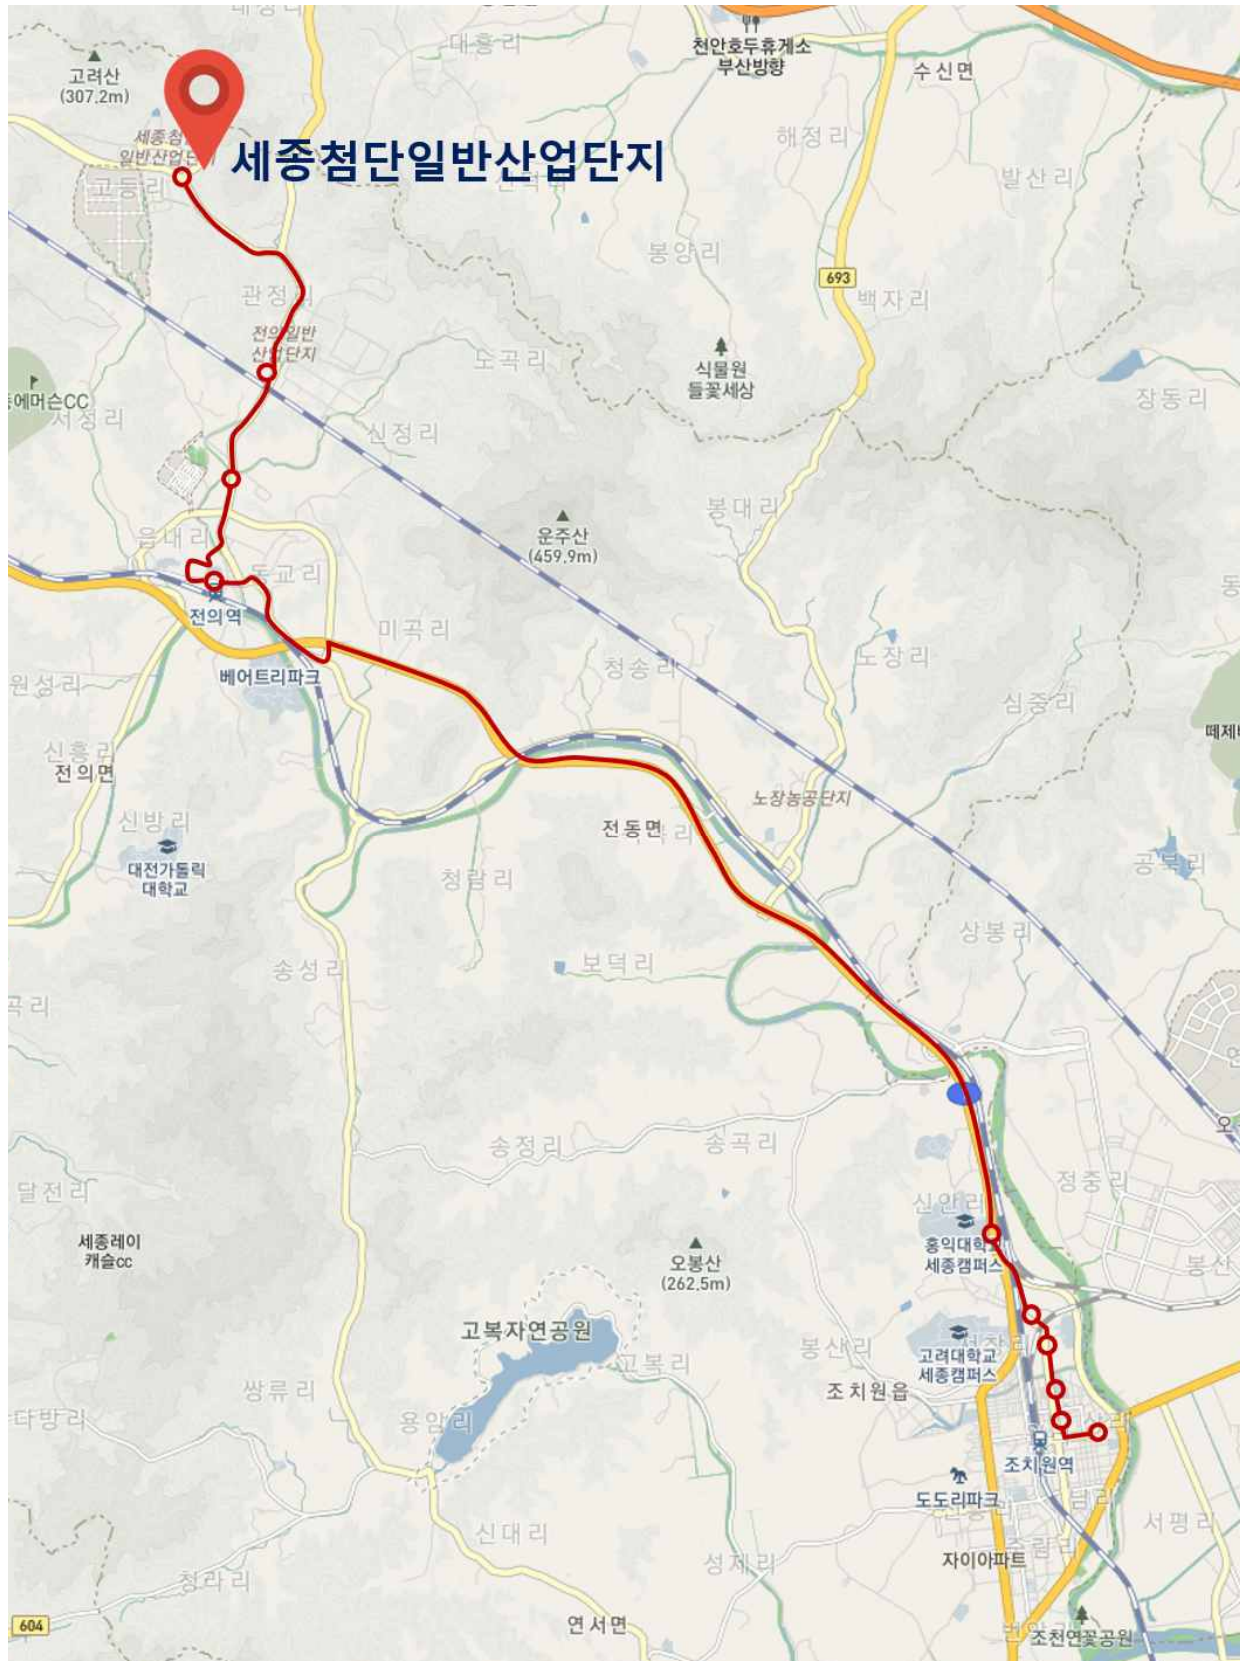 대흥리
천안호두휴게소
부산방향
수신면
고려산
(307.2m)
해정리
일반산업단지
세종첨단일반산업단지
고등리
발산리
봉양리
693
백자리
관정리
전의일반
산업단지
노곡리
식물원
들꽃세상
장동리
서정리
신정리
봉대리
운주산
(459.9m)
읍내리
동교리
전의역
미곡리
노장리
청송리
베어트리파크
원성리
심중리
신흥리
전의면
노장농공단지
신방리
전동면
대전가톨릭
대학교
청람리
공북리
상봉리
보덕리
송성리
송정리
송곡리
정중리
달전리
신안리
세종레이
캐슬cc
홍익대학교
세종캠퍼스
오봉산
(262.5m)
봉산
고복자연공원
봉산리
고려대학교
세종캠퍼스
고복리
조치원읍
쌍류리
다방리
용암리
조치원역
도도리파크
신대리
서평리
성제리
자이아파트
청라리
604
연서면
조천연꽃공원